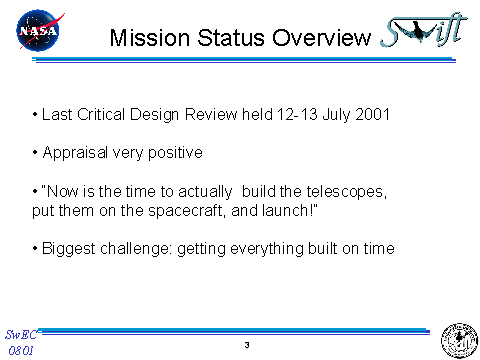 NASA
Mission Status Overview
Swift
• Last Critical Design Review held 12-13 July 2001
• Appraisal very positive
• "Now is the time to actually  build the telescopes,
put them on the spacecraft, and launch!"
• Biggest challenge: getting everything built on time
SwEC
0801
3